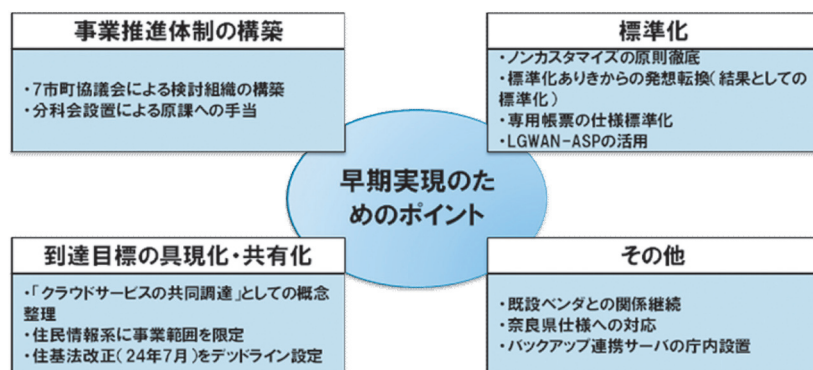 事業推進体制の構築
・7市町協議会による検討組織の構築
・分科会設置による原課への手当
標準化
・ノンカスタマイズの原則徹底
・標準化ありきからの発想転換（結果としての
標準化）
・専用帳票の仕様標準化
・LGWAN-ASPの活用
早期実現のた
めのポイント
到達目標の具現化・共有化
・「クラウドサービスの共同調達」としての概念
整理
・住民情報系に事業範囲を限定
・住基法改正（24年7月）をデッドライン設定
その他
・既設ベンダとの関係継続
・奈良県仕様への対応
・バックアップ連携サーバの庁内設置